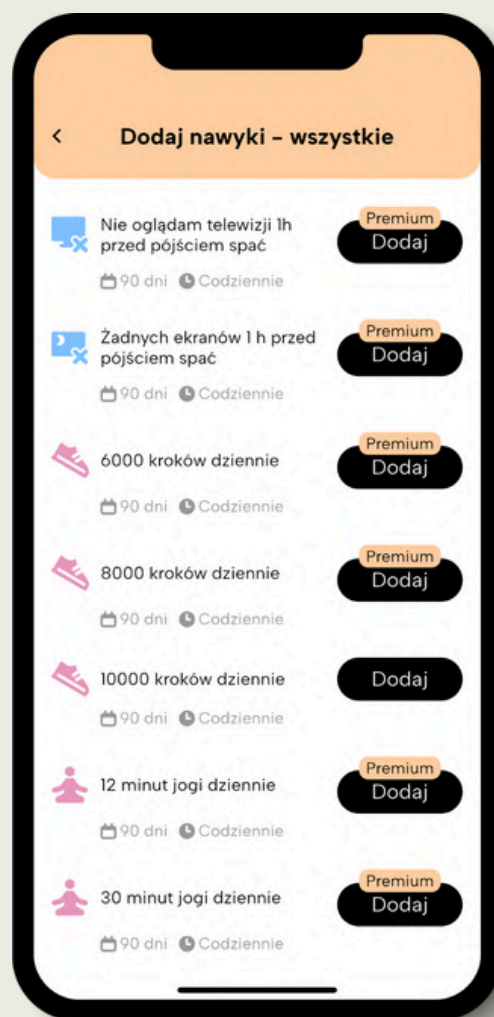 Dodaj nawyki – wszystkie
Nie oglądam telewizji 1h
przed pójściem spać
Premium
Dodaj
90 dni Codziennie
Żadnych ekranów 1 h przed
pójściem spać
Premium
Dodaj
90 dni Codziennie
6000 kroków dziennie
Premium
Dodaj
90 dni Codziennie
8000 kroków dziennie
Premium
Dodaj
90 dni Codziennie
10000 kroków dziennie
Dodaj
90 dni Codziennie
12 minut jogi dziennie
Premium
Dodaj
90 dni Codziennie
30 minut jogi dziennie
Premium
Dodaj
90 dni Codziennie